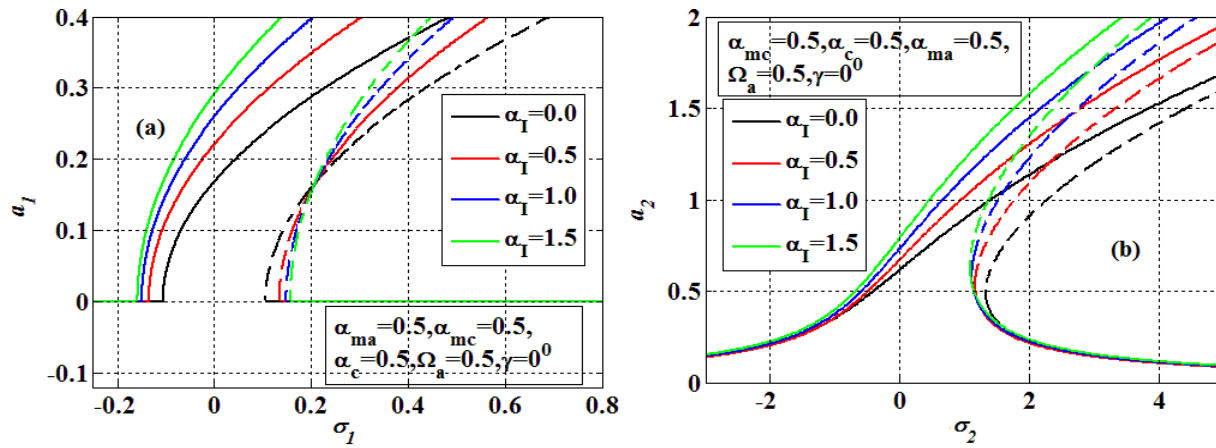 0.4
0.3
0.2
0.1
0
-0.1
a1
(a)
αI=0.0
αI=0.5
αI=1.0
αI=1.5
αma=0.5,αmc=0.5,
αc=0.5,Ωa=0.5,γ=0⁰
-0.2 0 0.2 0.4 0.6 0.8
σ1
2
1.5
1
0.5
0
a2
αmc=0.5,αc=0.5,αma=0.5,
Ωa=0.5,γ=0⁰
αI=0.0
αI=0.5
αI=1.0
αI=1.5
(b)
-2 0 2 4
σ2